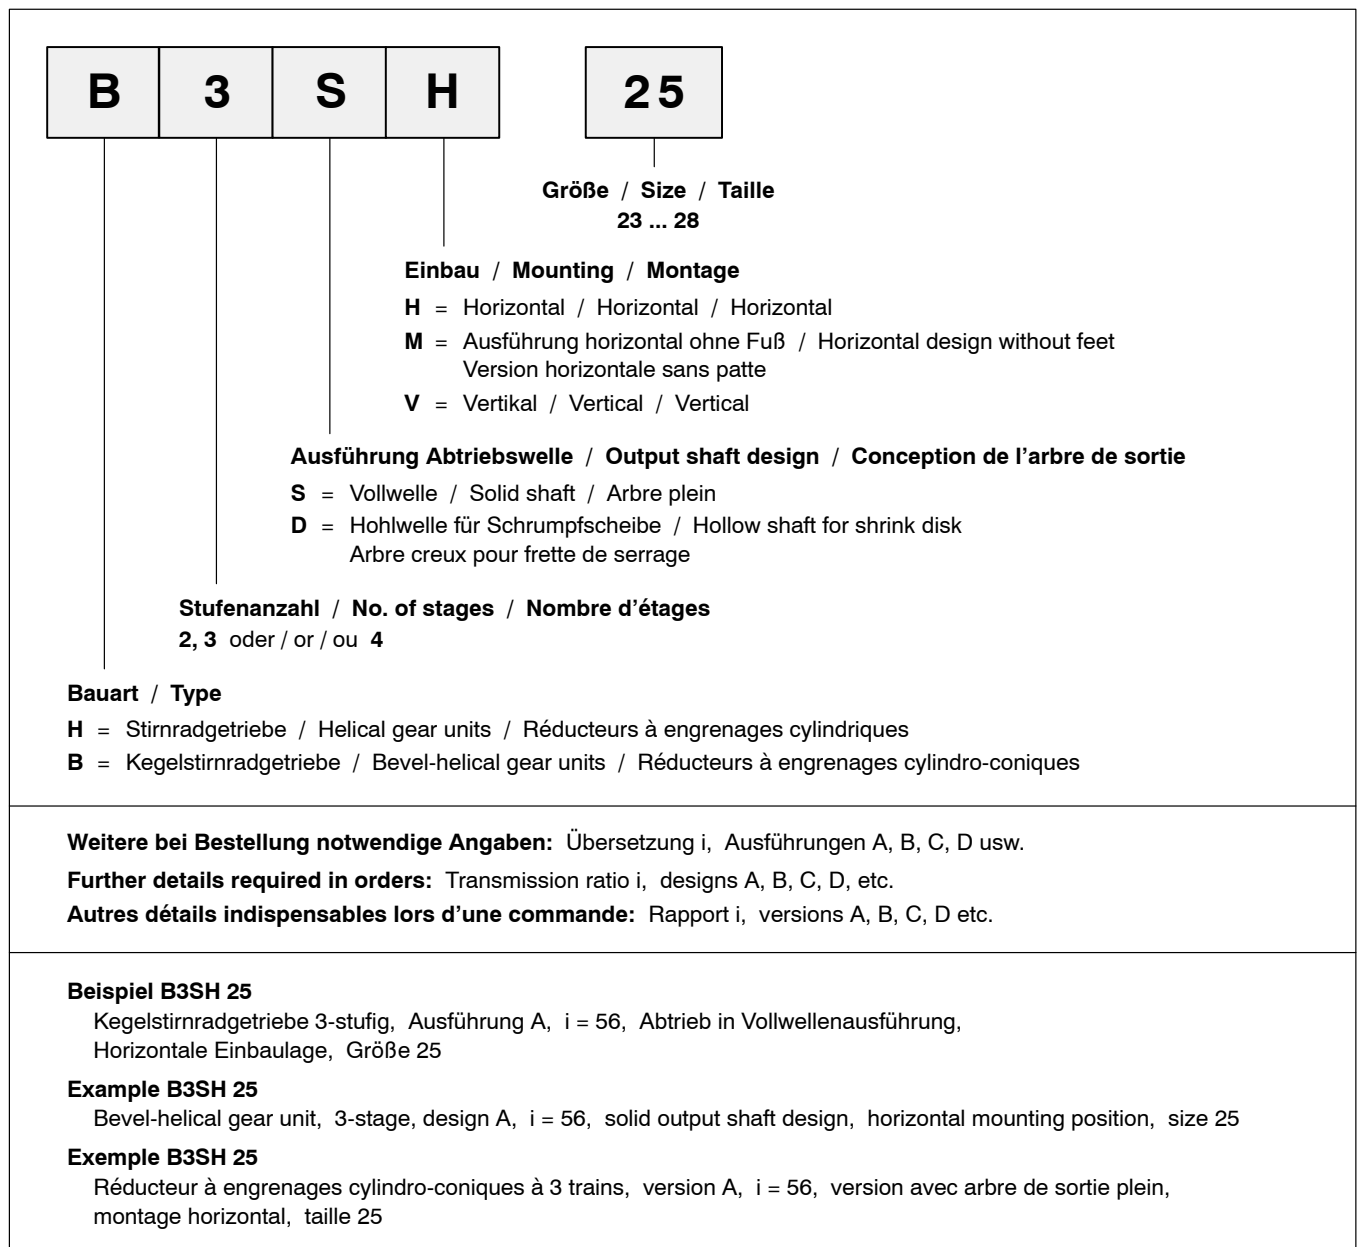 B 3 S H 25
Größe / Size / Taille
23 ... 28
Einbau / Mounting / Montage
H = Horizontal / Horizontal / Horizontal
M = Ausführung horizontal ohne Fuß / Horizontal design without feet
Version horizontale sans patte
V = Vertikal / Vertical / Vertical
Ausführung Abtriebswelle / Output shaft design / Conception de l’arbre de sortie
S = Vollwelle / Solid shaft / Arbre plein
D = Hohlwelle für Schrumpfscheibe / Hollow shaft for shrink disk
Arbre creux pour frette de serrage
Stufenanzahl / No. of stages / Nombre d’étages
2, 3 oder / or / ou 4
Bauart / Type
H = Stirnradgetriebe / Helical gear units / Réducteurs à engrenages cylindriques
B = Kegelstirnradgetriebe / Bevel-helical gear units / Réducteurs à engrenages cylindro-coniques
Weitere bei Bestellung notwendige Angaben: Übersetzung i, Ausführungen A, B, C, D usw.
Further details required in orders: Transmission ratio i, designs A, B, C, D, etc.
Autres détails indispensables lors d’une commande: Rapport i, versions A, B, C, D etc.
Beispiel B3SH 25
Kegelstirnradgetriebe 3-stufig, Ausführung A, i = 56, Abtrieb in Vollwellenausführung,
Horizontale Einbaulage, Größe 25
Example B3SH 25
Bevel-helical gear unit, 3-stage, design A, i = 56, solid output shaft design, horizontal mounting position, size 25
Exemple B3SH 25
Réducteur à engrenages cylindro-coniques à 3 trains, version A, i = 56, version avec arbre de sortie plein,
montage horizontal, taille 25